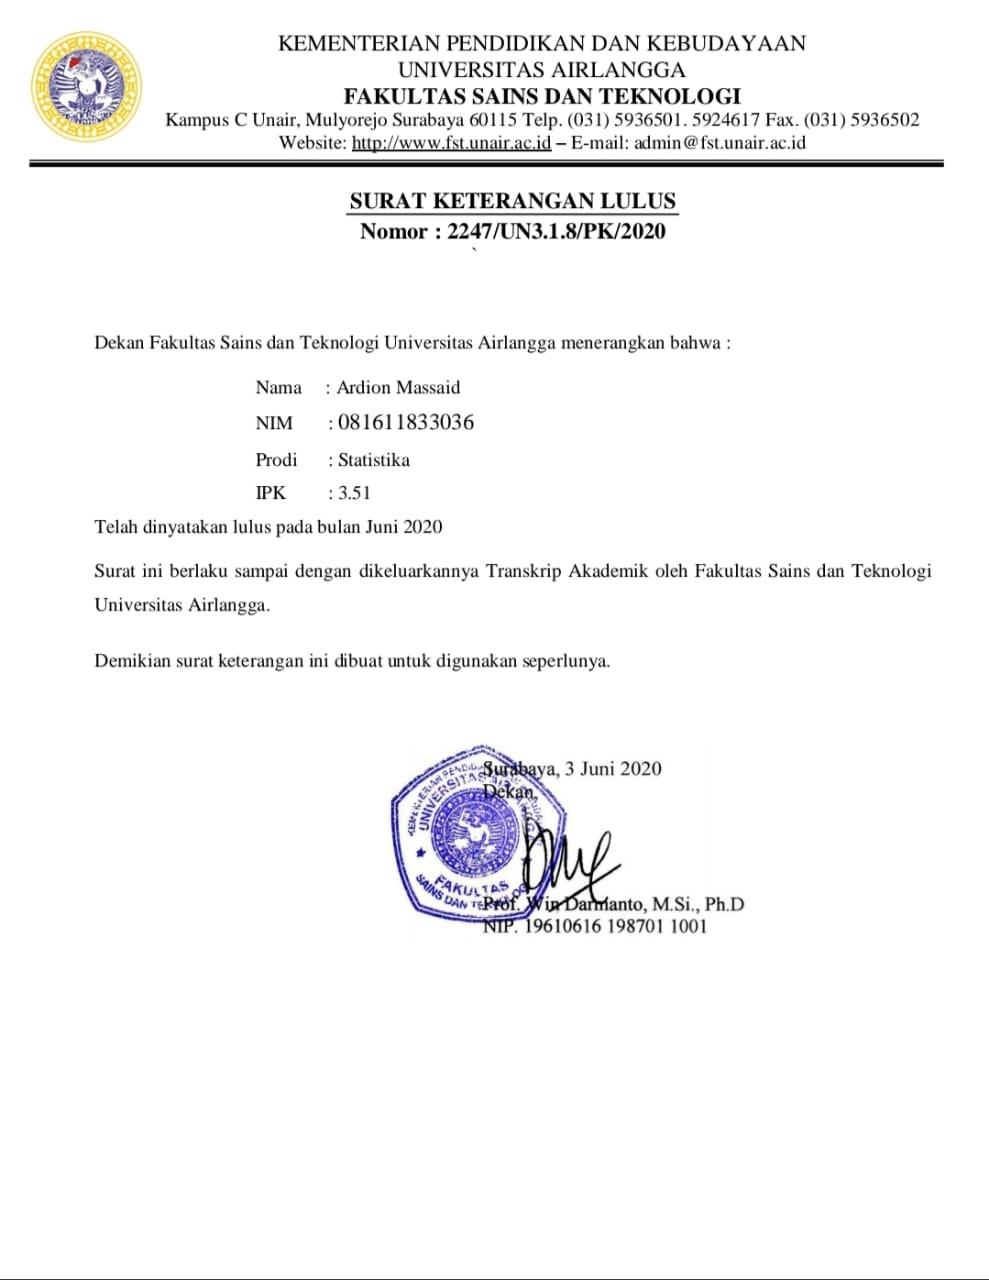 KEMENTERIAN PENDIDIKAN DAN KEBUDAYAAN
UNIVERSITAS AIRLANGGA
FAKULTAS SAINS DAN TEKNOLOGI
Kampus C Unair, Mulyorejo Surabaya 60115 Telp. (031) 5936501. 5924617 Fax. (031) 5936502
Website: http://www.fst.unair.ac.id – E-mail: admin@fst.unair.ac.id
SURAT KETERANGAN LULUS
Nomor : 2247/UN3.1.8/PK/2020
`
Dekan Fakultas Sains dan Teknologi Universitas Airlangga menerangkan bahwa :
Nama : Ardion Massaid
NIM : 081611833036
Prodi : Statistika
IPK : 3.51
Telah dinyatakan lulus pada bulan Juni 2020
Surat ini berlaku sampai dengan dikeluarkannya Transkrip Akademik oleh Fakultas Sains dan Teknologi
Universitas Airlangga.
Demikian surat keterangan ini dibuat untuk digunakan seperlunya.
Surabaya, 3 Juni 2020
Dekan,
UNIVERSITAS
FAKULTAS
SAINS DAN
Prof. Win Darmanto, M.Si., Ph.D
NIP. 19610616 198701 1001